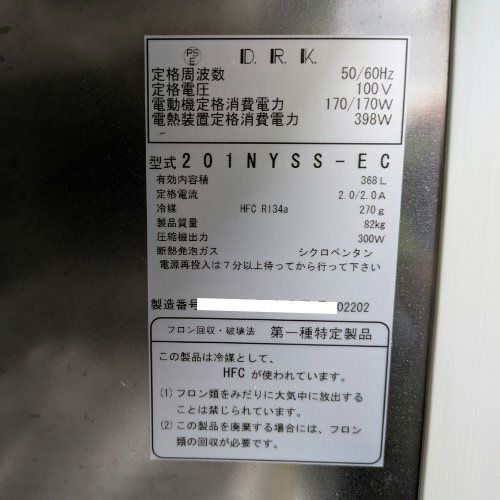 PS E D.R.K.
定格周波数 50/60Hz
定格電圧 100V
電動機定格消費電力 170/170W
電熱装置定格消費電力 398W
型式 201NYSS-EC
有効内容積 368L
定格電流 2.0/2.0A
冷媒 HFC R134a 270g
製品質量 82kg
圧縮機出力 300W
断熱発泡ガス シクロペンタン
電源再投入は7分以上待ってから行って下さい
製造番号 02202
フロン回収・破壊法 第一種特定製品
この製品は冷媒として、
HFC が使われています。
(1) フロン類をみだりに大気中に放出する
ことは禁じられています。
(2) この製品を廃棄する場合には、フロン
類の回収が必要です。